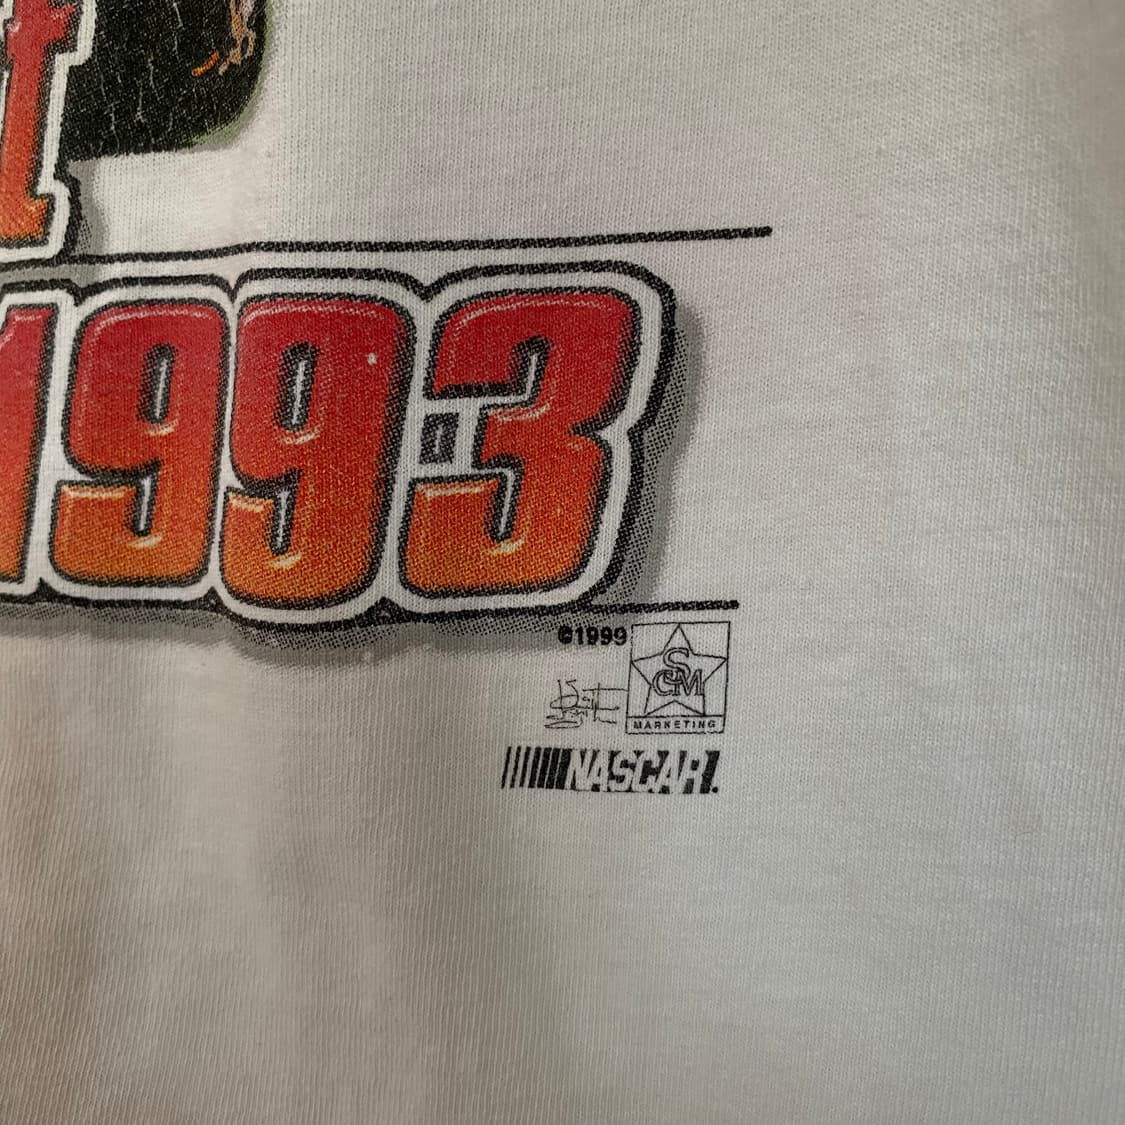 t
1993
©1999
SCM
MARKETING
NASCAR.